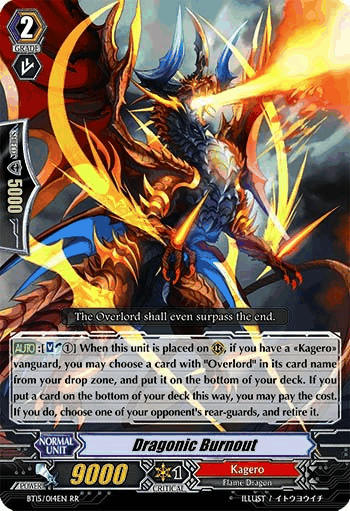 2
GRADE
SHIELD
5000
The Overlord shall even surpass the end.
AUTO : [V/R ①] When this unit is placed on Ⓡ, if you have a «Kagero»
vanguard, you may choose a card with "Overlord" in its card name
from your drop zone, and put it on the bottom of your deck. If you
put a card on the bottom of your deck this way, you may pay the cost.
If you do, choose one of your opponent's rear-guards, and retire it.
NORMAL
UNIT
Dragonic Burnout
POWER
9000
1
CRITICAL
Kagero
Flame Dragon
BT15/014EN RR
ILLUST / イトウヨウイチ